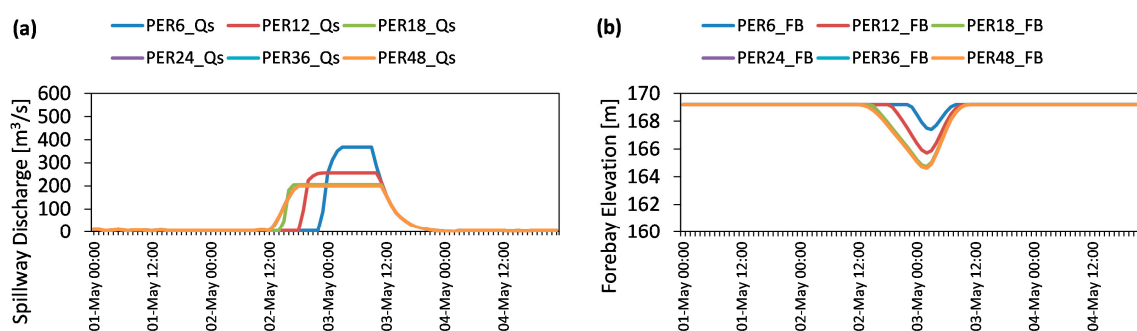 (a)
PER6_Qs PER12_Qs PER18_Qs
PER24_Qs PER36_Qs PER48_Qs
Spillway Discharge [m³/s]
600
500
400
300
200
100
0
01-May 00:00
01-May 12:00
02-May 00:00
02-May 12:00
03-May 00:00
03-May 12:00
04-May 00:00
04-May 12:00
(b)
PER6_FB PER12_FB PER18_FB
PER24_FB PER36_FB PER48_FB
Forebay Elevation [m]
170
168
166
164
162
160
01-May 00:00
01-May 12:00
02-May 00:00
02-May 12:00
03-May 00:00
03-May 12:00
04-May 00:00
04-May 12:00